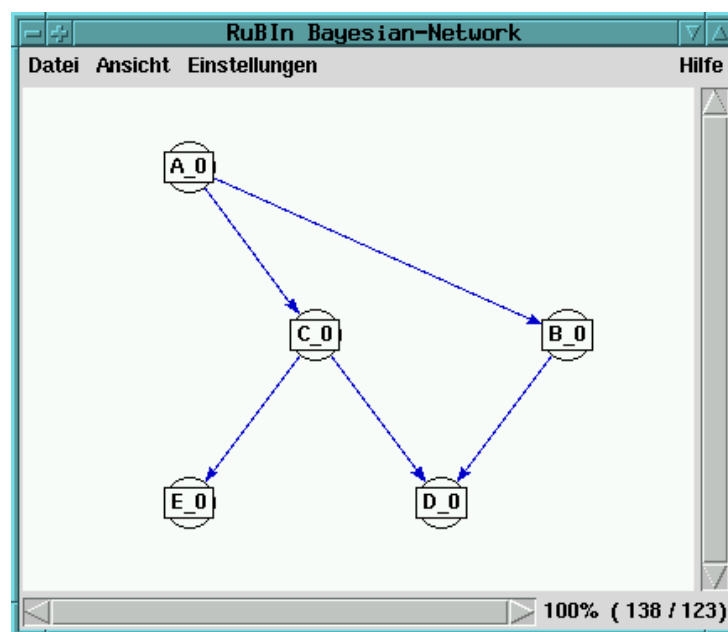 RuBIn Bayesian-Network
Datei Ansicht Einstellungen Hilfe
A_0
C_0 B_0
E_0 D_0
100% ( 138 / 123)